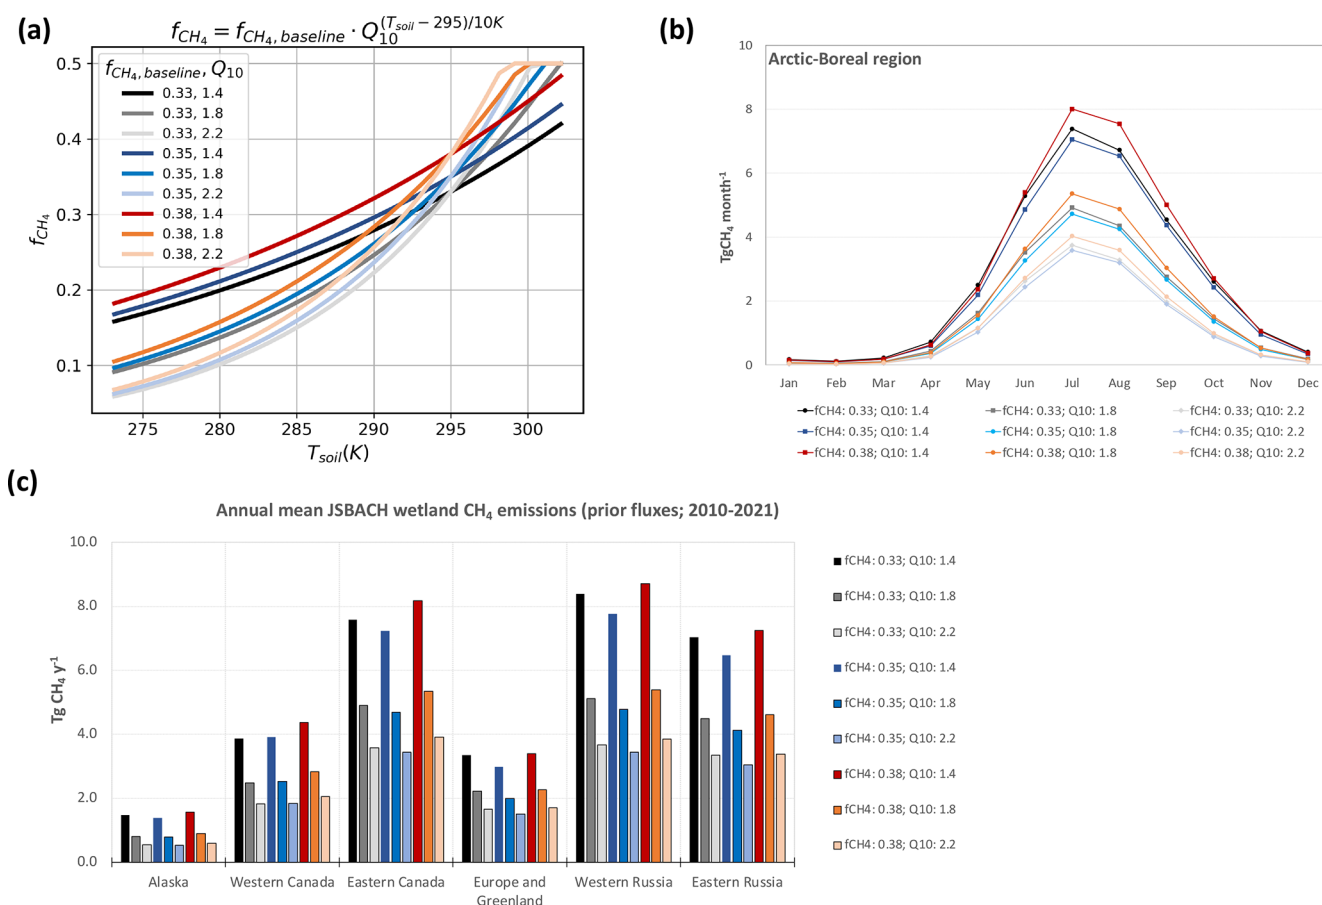 (a)
f_CH4 = f_CH4, baseline · Q_10^(T_soil − 295)/10K
f_CH4, baseline, Q_10
0.33, 1.4
0.33, 1.8
0.33, 2.2
0.35, 1.4
0.35, 1.8
0.35, 2.2
0.38, 1.4
0.38, 1.8
0.38, 2.2
0.5
0.4
0.3
0.2
0.1
f_CH4
275 280 285 290 295 300
T_soil(K)
(b)
Arctic-Boreal region
10
8
6
4
2
0
TgCH4 month-1
Jan Feb Mar Apr May Jun Jul Aug Sep Oct Nov Dec
fCH4: 0.33; Q10: 1.4 fCH4: 0.33; Q10: 1.8 fCH4: 0.33; Q10: 2.2
fCH4: 0.35; Q10: 1.4 fCH4: 0.35; Q10: 1.8 fCH4: 0.35; Q10: 2.2
fCH4: 0.38; Q10: 1.4 fCH4: 0.38; Q10: 1.8 fCH4: 0.38; Q10: 2.2
(c)
Annual mean JSBACH wetland CH4 emissions (prior fluxes; 2010-2021)
10.0
8.0
6.0
4.0
2.0
0.0
Tg CH4 y-1
Alaska
Western Canada
Eastern Canada
Europe and
Greenland
Western Russia
Eastern Russia
fCH4: 0.33; Q10: 1.4
fCH4: 0.33; Q10: 1.8
fCH4: 0.33; Q10: 2.2
fCH4: 0.35; Q10: 1.4
fCH4: 0.35; Q10: 1.8
fCH4: 0.35; Q10: 2.2
fCH4: 0.38; Q10: 1.4
fCH4: 0.38; Q10: 1.8
fCH4: 0.38; Q10: 2.2